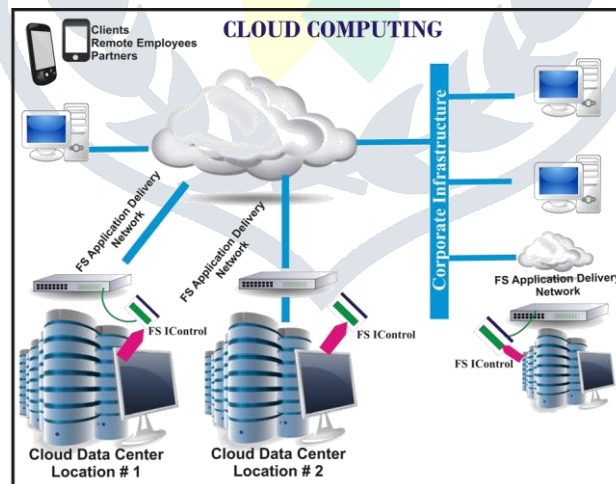 CLOUD COMPUTING
Clients
Remote Employees
Partners
Corporate Infrastructure
FS Application Delivery
Network
FS Application Delivery
Network
FS Application Delivery
Network
FS IControl
FS IControl
FS IControl
Cloud Data Center
Location # 1
Cloud Data Center
Location # 2